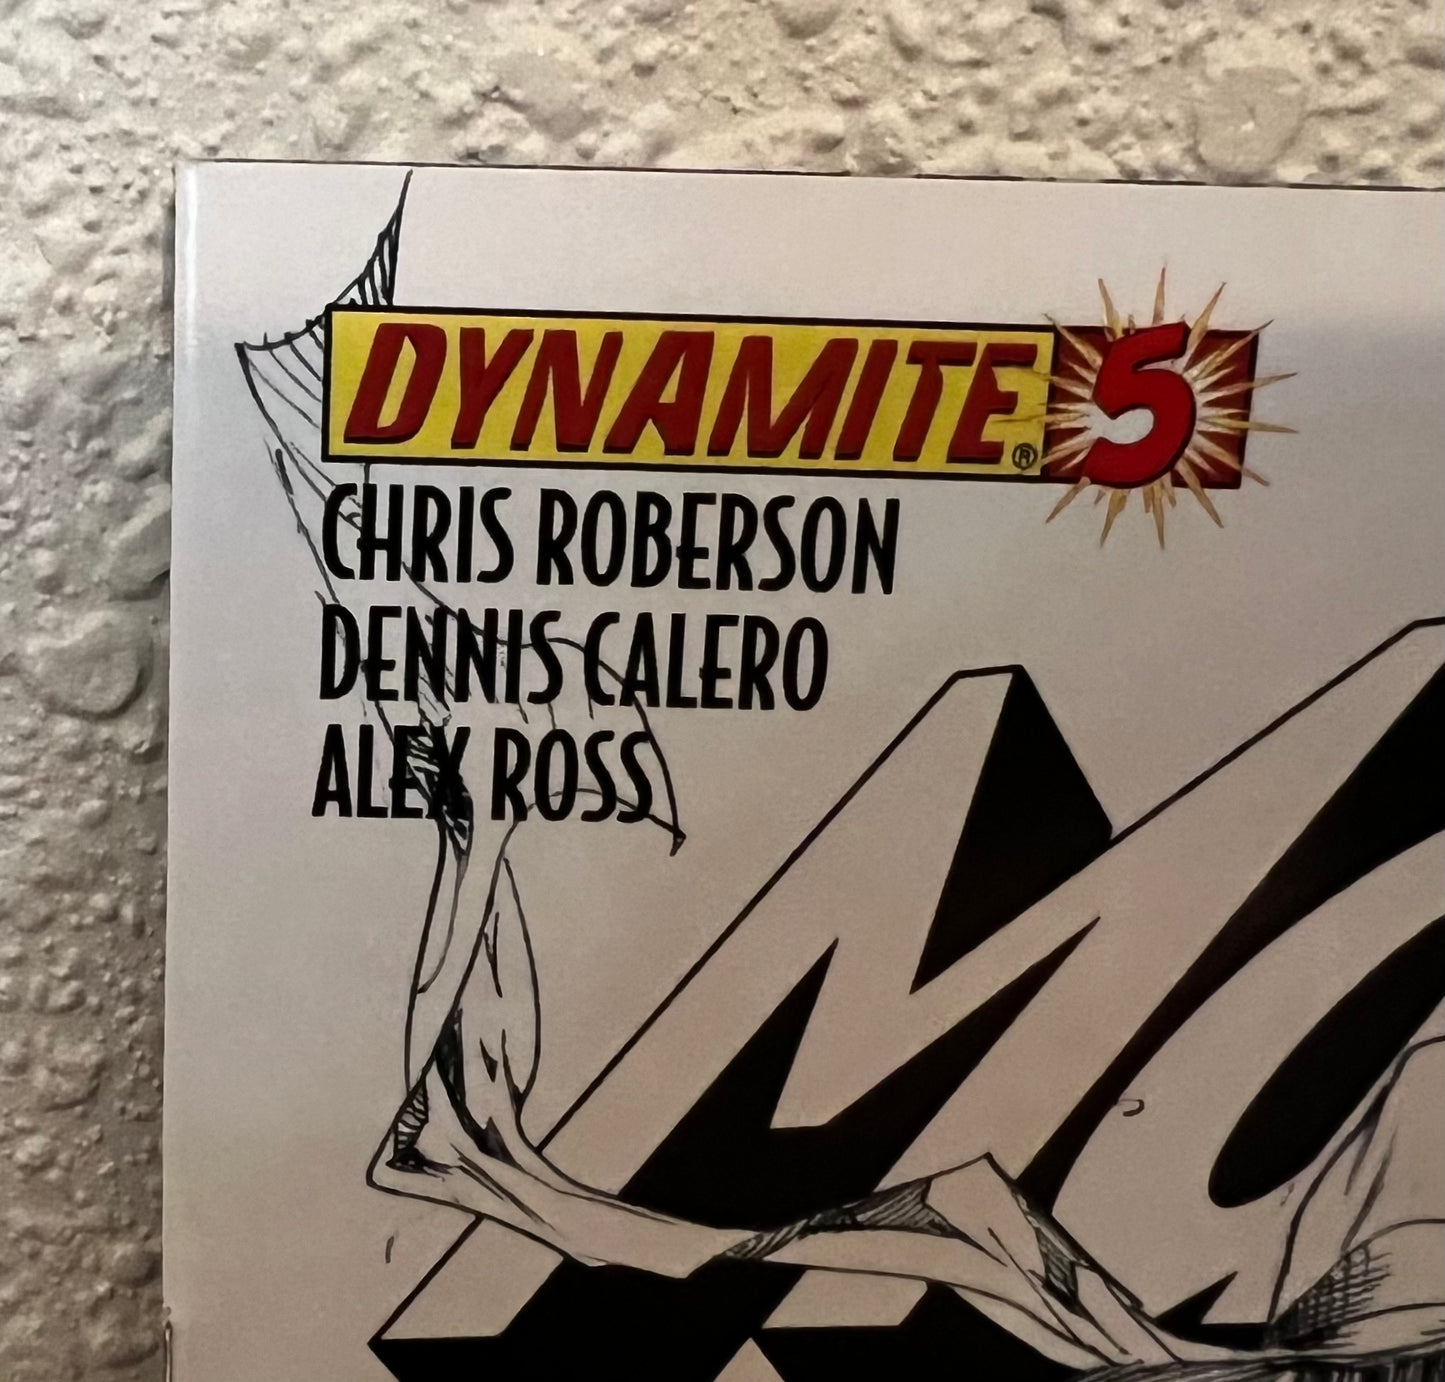 DYNAMITE® 5
CHRIS ROBERSON
DENNIS CALERO
ALEX ROSS